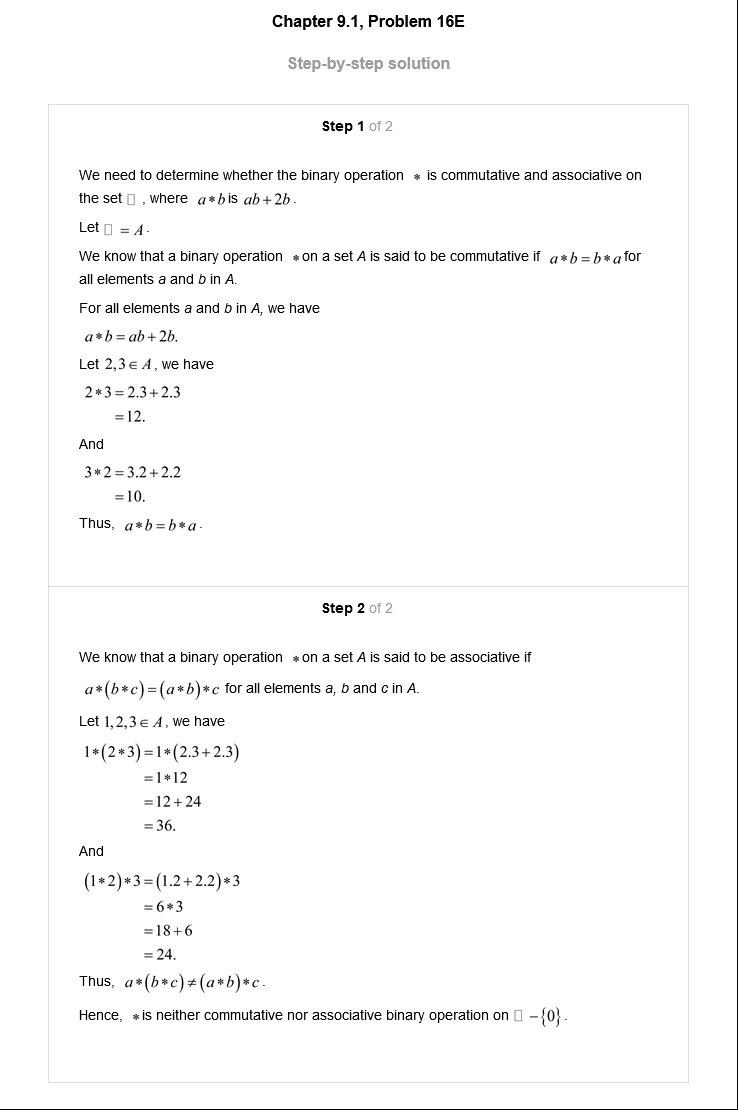 Chapter 9.1, Problem 16E
Step-by-step solution
Step 1 of 2
We need to determine whether the binary operation * is commutative and associative on
the set □ , where a*b is ab+2b.
Let □ = A.
We know that a binary operation *on a set A is said to be commutative if a*b=b*a for
all elements a and b in A.
For all elements a and b in A, we have
a*b=ab+2b.
Let 2,3∈A, we have
2*3=2.3+2.3
=12.
And
3*2=3.2+2.2
=10.
Thus, a*b=b*a.
Step 2 of 2
We know that a binary operation *on a set A is said to be associative if
a*(b*c)=(a*b)*c for all elements a, b and c in A.
Let 1,2,3∈A, we have
1*(2*3)=1*(2.3+2.3)
=1*12
=12+24
=36.
And
(1*2)*3=(1.2+2.2)*3
=6*3
=18+6
=24.
Thus, a*(b*c)≠(a*b)*c.
Hence, *is neither commutative nor associative binary operation on □ −{0}.